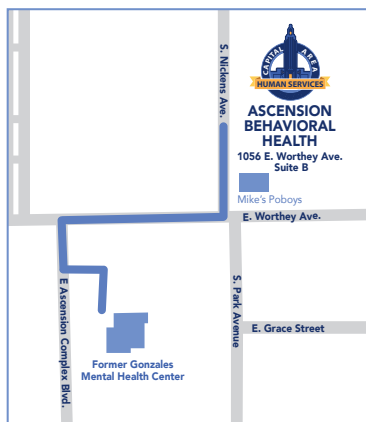 CAPITAL AREA
HUMAN SERVICES
ASCENSION
BEHAVIORAL
HEALTH
1056 E. Worthey Ave.
Suite B
Mike's Poboys
S. Nickens Ave.
E. Worthey Ave.
E Ascension Complex Blvd.
S. Park Avenue
E. Grace Street
Former Gonzales
Mental Health Center